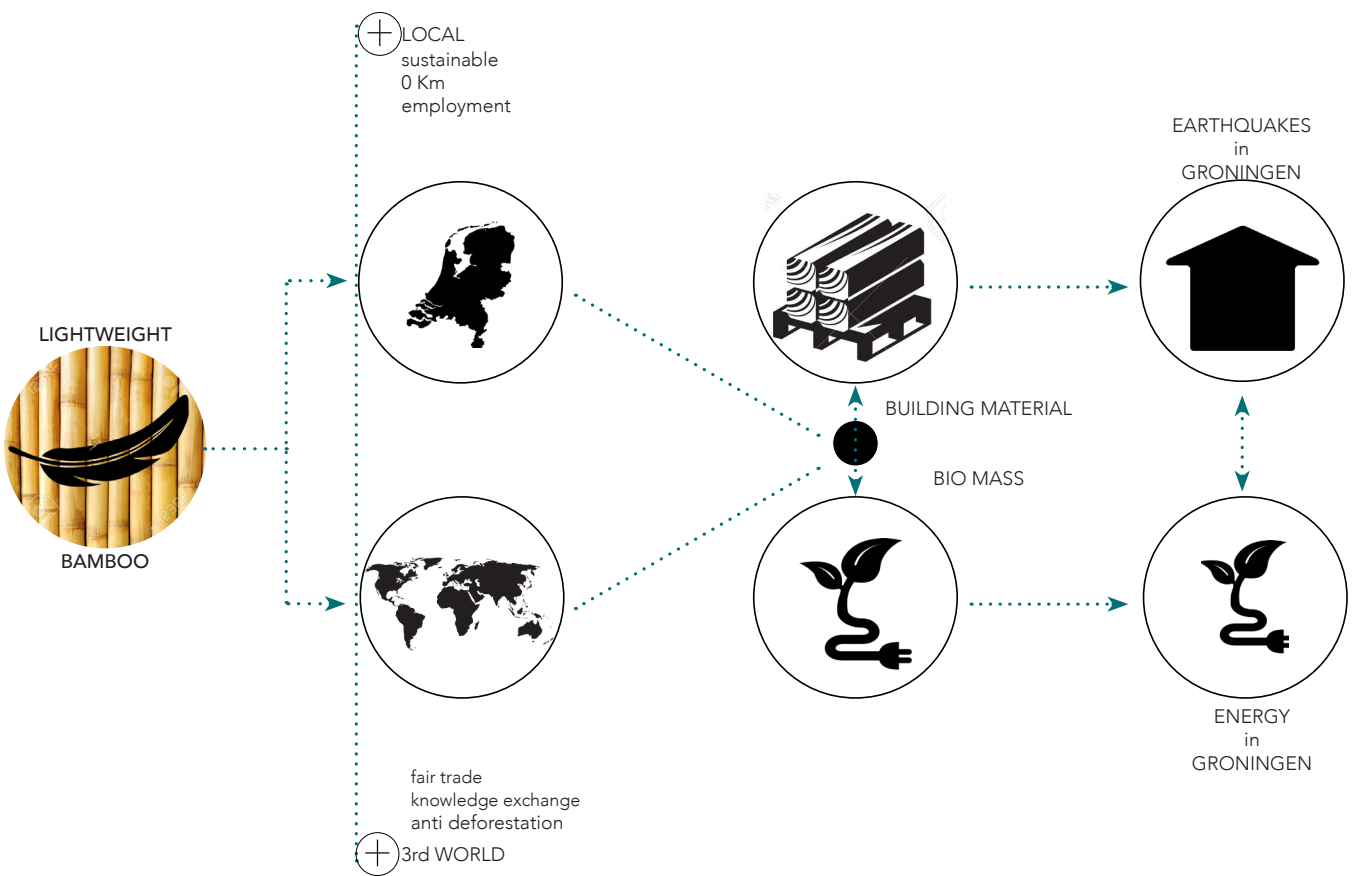 LOCAL
sustainable
0 Km
employment
EARTHQUAKES
in
GRONINGEN
LIGHTWEIGHT
BAMBOO
BUILDING MATERIAL
BIO MASS
ENERGY
in
GRONINGEN
fair trade
knowledge exchange
anti deforestation
3rd WORLD